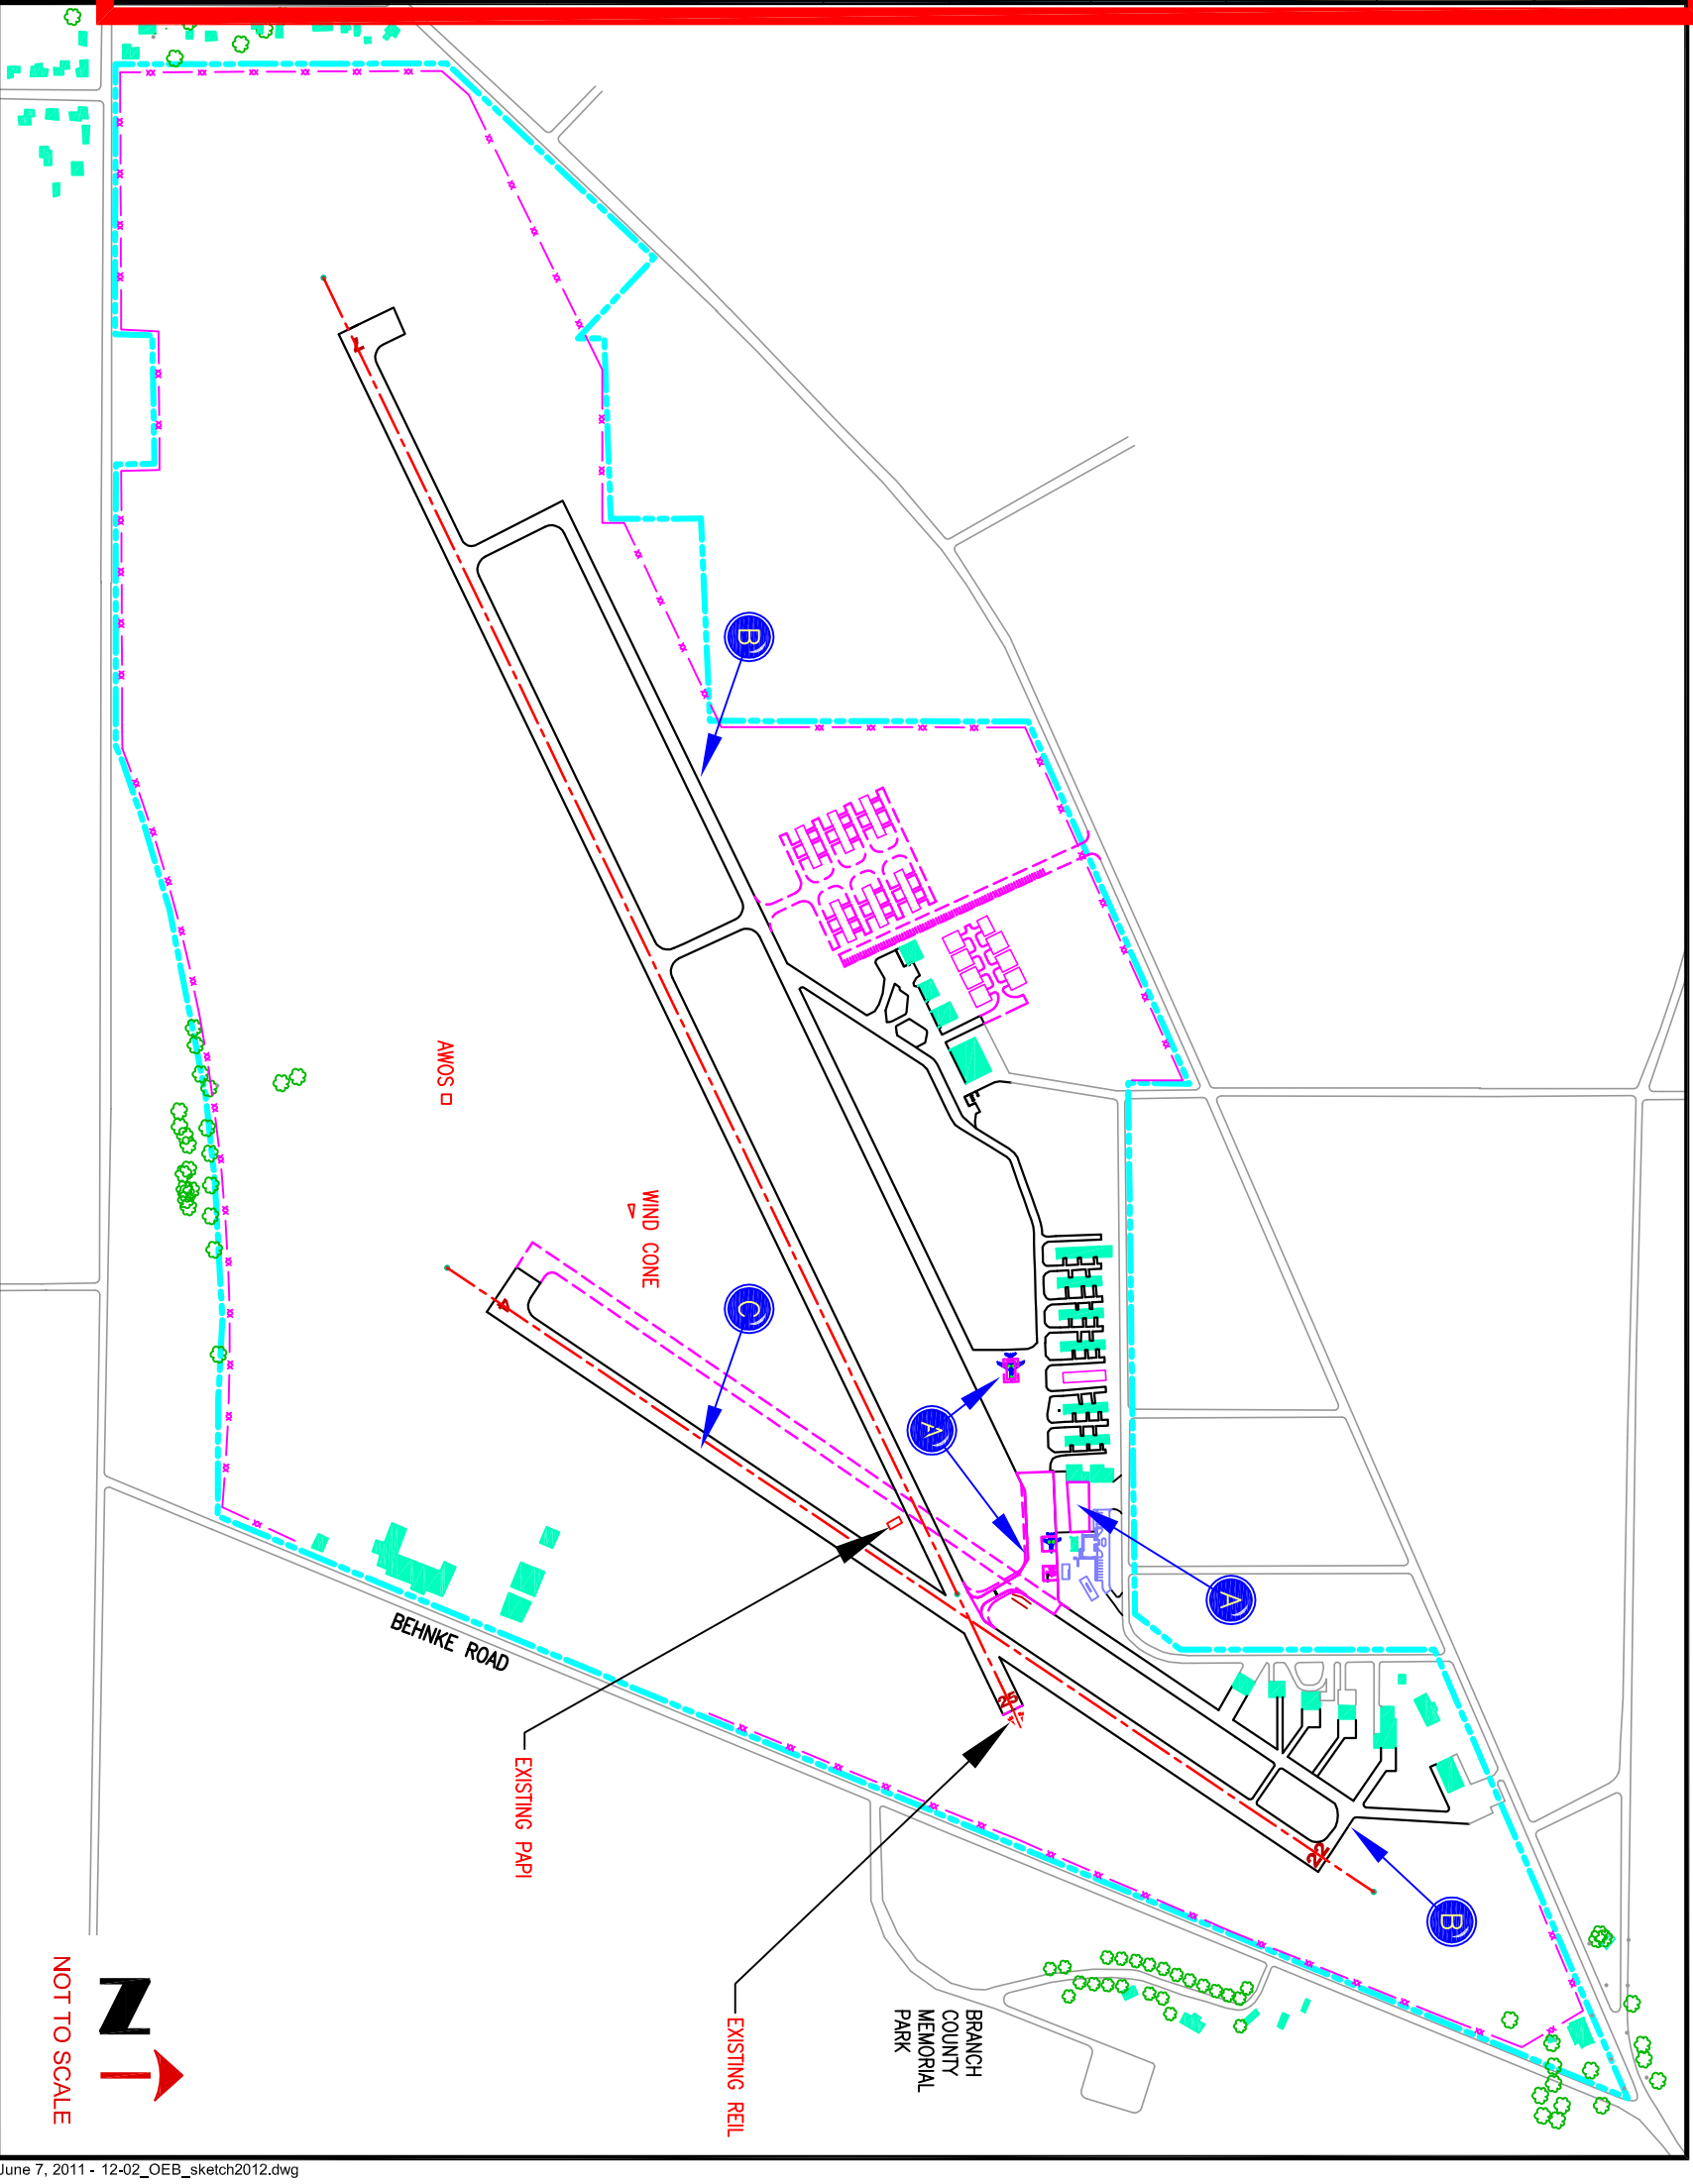 7
B
AWOS
WIND CONE
4
C
A
A
BEHNKE ROAD
25
22
B
EXISTING PAPI
EXISTING REIL
BRANCH
COUNTY
MEMORIAL
PARK
N
NOT TO SCALE
June 7, 2011 - 12-02_OEB_sketch2012.dwg